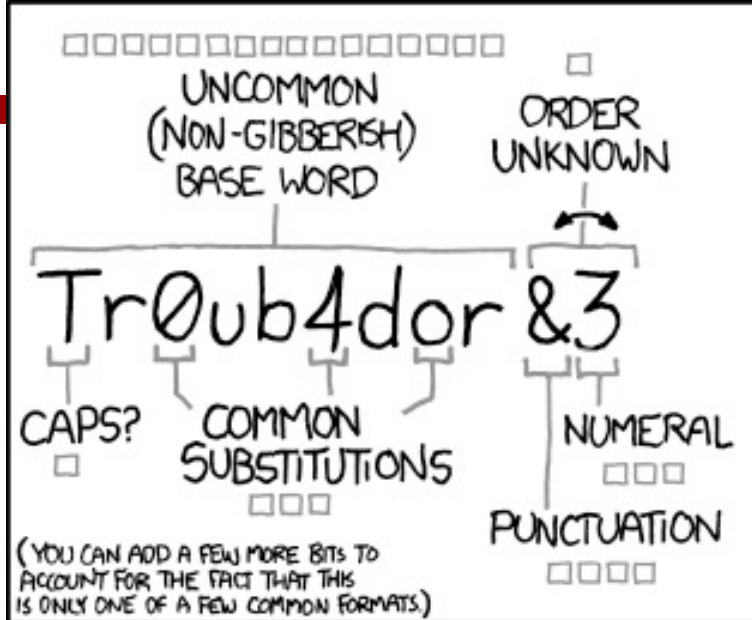 UNCOMMON
(NON-GIBBERISH)
BASE WORD
ORDER
UNKNOWN
Tr0ub4dor &3
CAPS?
COMMON
SUBSTITUTIONS
NUMERAL
PUNCTUATION
(YOU CAN ADD A FEW MORE BITS TO
ACCOUNT FOR THE FACT THAT THIS
IS ONLY ONE OF A FEW COMMON FORMATS.)